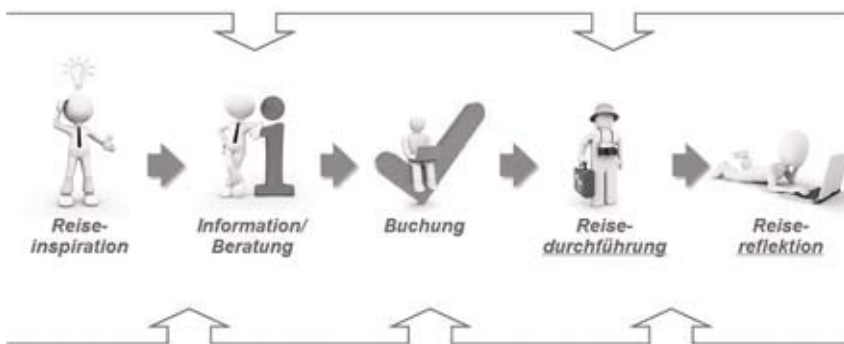 Reise-
inspiration
Information/
Beratung
Buchung
Reise-
durchführung
Reise-
reflektion